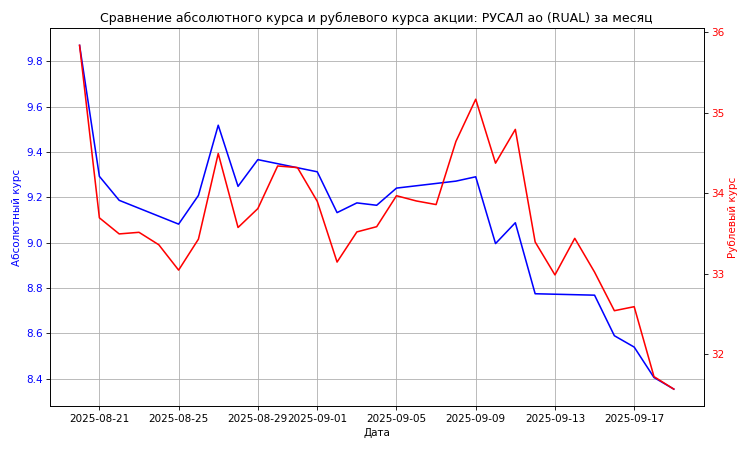 Сравнение абсолютного курса и рублевого курса акции: РУСАЛ ао (RUAL) за месяц
36
9.8
9.6
35
9.4
9.2
34
Абсолютный курс
Рублевый курс
9.0
33
8.8
8.6
32
8.4
2025-08-21 2025-08-25 2025-08-29 2025-09-01 2025-09-05 2025-09-09 2025-09-13 2025-09-17
Дата